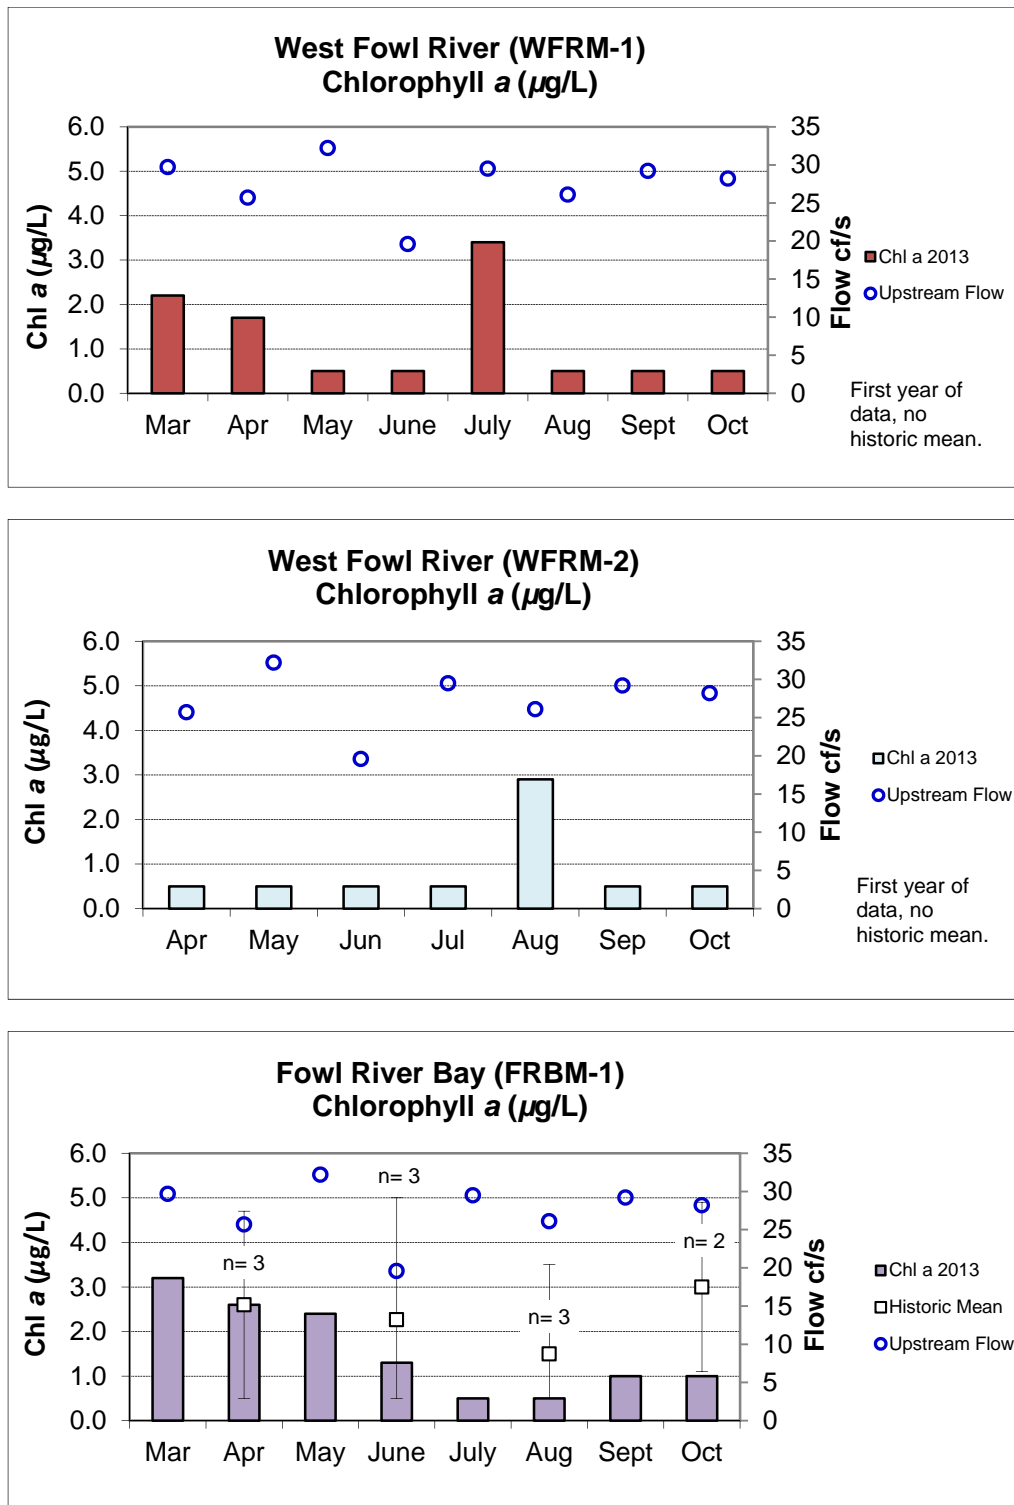 West Fowl River (WFRM-1)
Chlorophyll a (µg/L)
6.0
5.0
4.0
3.0
2.0
1.0
0.0
Chl a (µg/L)
35
30
25
20
15
10
5
0
Flow cf/s
Mar Apr May June July Aug Sept Oct
Chl a 2013
Upstream Flow
First year of
data, no
historic mean.
West Fowl River (WFRM-2)
Chlorophyll a (µg/L)
6.0
5.0
4.0
3.0
2.0
1.0
0.0
Chl a (µg/L)
35
30
25
20
15
10
5
0
Flow cf/s
Apr May Jun Jul Aug Sep Oct
Chl a 2013
Upstream Flow
First year of
data, no
historic mean.
Fowl River Bay (FRBM-1)
Chlorophyll a (µg/L)
6.0
5.0
4.0
3.0
2.0
1.0
0.0
Chl a (µg/L)
n= 3
n= 3
n= 3
n= 2
35
30
25
20
15
10
5
0
Flow cf/s
Mar Apr May June July Aug Sept Oct
Chl a 2013
Historic Mean
Upstream Flow